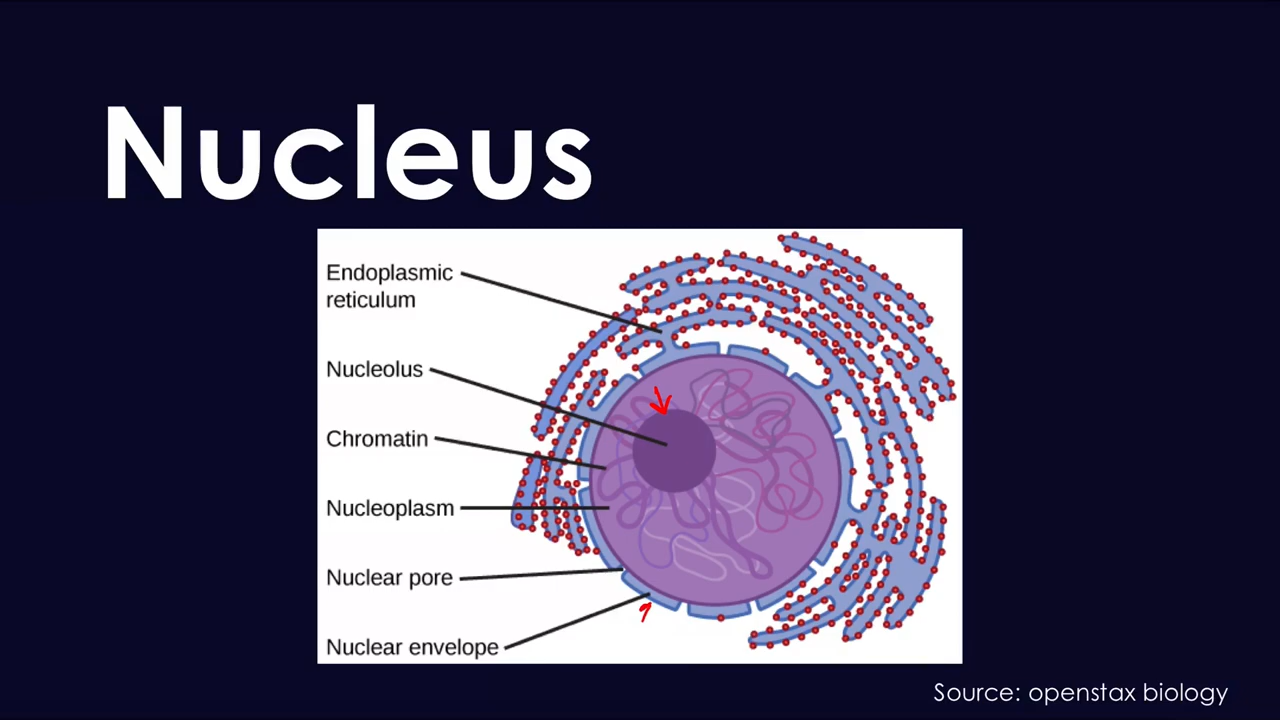 Nucleus
Endoplasmic
reticulum
Nucleolus
Chromatin
Nucleoplasm
Nuclear pore
Nuclear envelope
Source: openstax biology